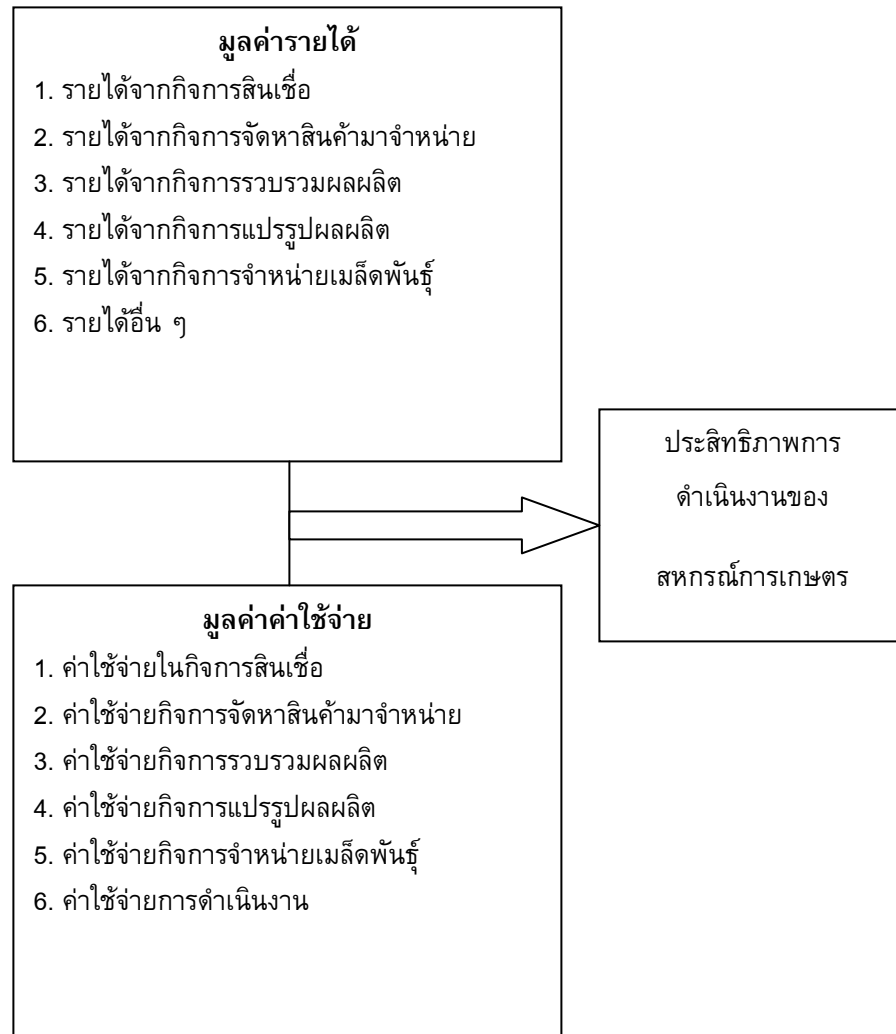 มูลค่ารายได้
1. รายได้จากกิจการสินเชื่อ
2. รายได้จากกิจการจัดหาสินค้ามาจำหน่าย
3. รายได้จากกิจการรวบรวมผลผลิต
4. รายได้จากกิจการแปรรูปผลผลิต
5. รายได้จากกิจการจำหน่ายเมล็ดพันธุ์
6. รายได้อื่น ๆ
ประสิทธิภาพการ
ดำเนินงานของ
สหกรณ์การเกษตร
มูลค่าค่าใช้จ่าย
1. ค่าใช้จ่ายในกิจการสินเชื่อ
2. ค่าใช้จ่ายกิจการจัดหาสินค้ามาจำหน่าย
3. ค่าใช้จ่ายกิจการรวบรวมผลผลิต
4. ค่าใช้จ่ายกิจการแปรรูปผลผลิต
5. ค่าใช้จ่ายกิจการจำหน่ายเมล็ดพันธุ์
6. ค่าใช้จ่ายการดำเนินงาน